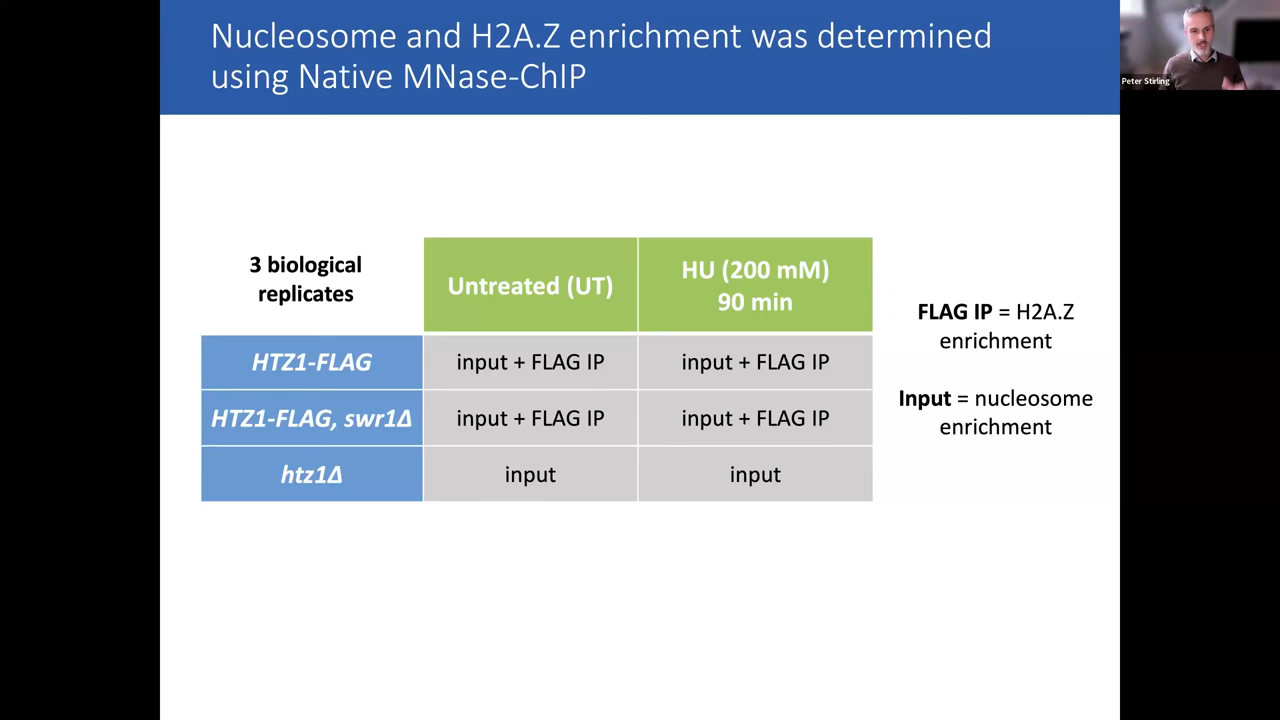 Nucleosome and H2A.Z enrichment was determined
using Native MNase-ChIP
Peter Stirling
3 biological
replicates
Untreated (UT)
HU (200 mM)
90 min
HTZ1-FLAG
input + FLAG IP
input + FLAG IP
HTZ1-FLAG, swr1Δ
input + FLAG IP
input + FLAG IP
htz1Δ
input
input
FLAG IP = H2A.Z
enrichment
Input = nucleosome
enrichment